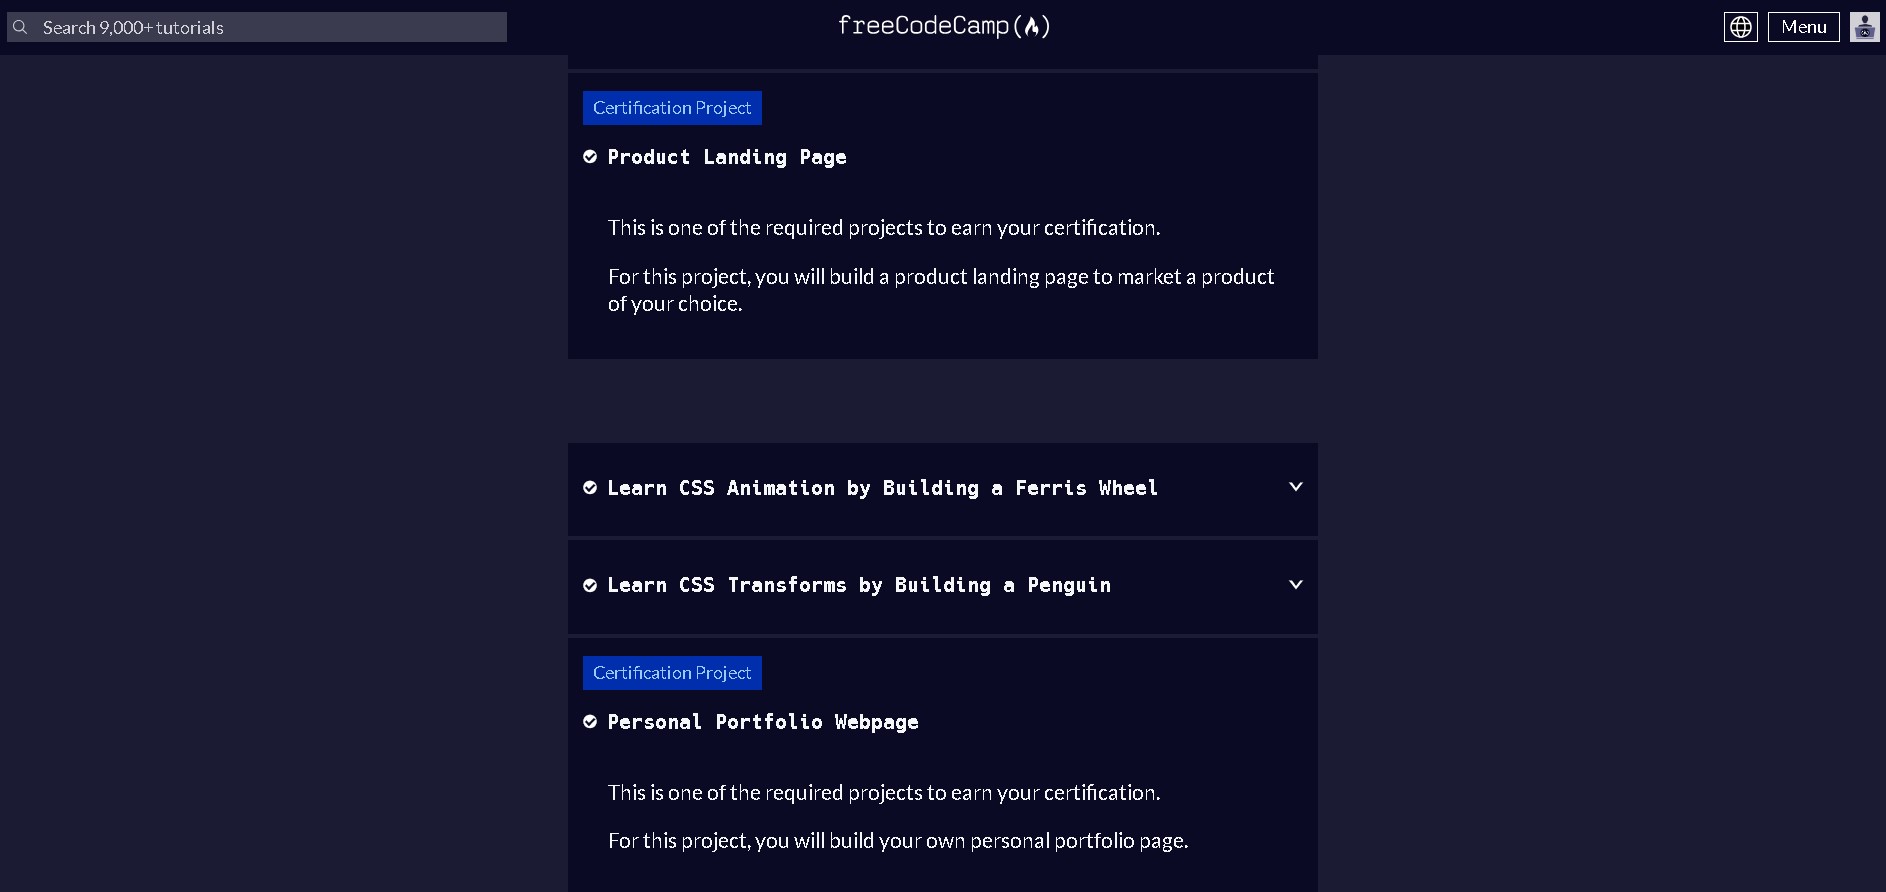 Search 9,000+ tutorials
freeCodeCamp
Menu
Certification Project
Product Landing Page
This is one of the required projects to earn your certification.
For this project, you will build a product landing page to market a product
of your choice.
Learn CSS Animation by Building a Ferris Wheel
Learn CSS Transforms by Building a Penguin
Certification Project
Personal Portfolio Webpage
This is one of the required projects to earn your certification.
For this project, you will build your own personal portfolio page.